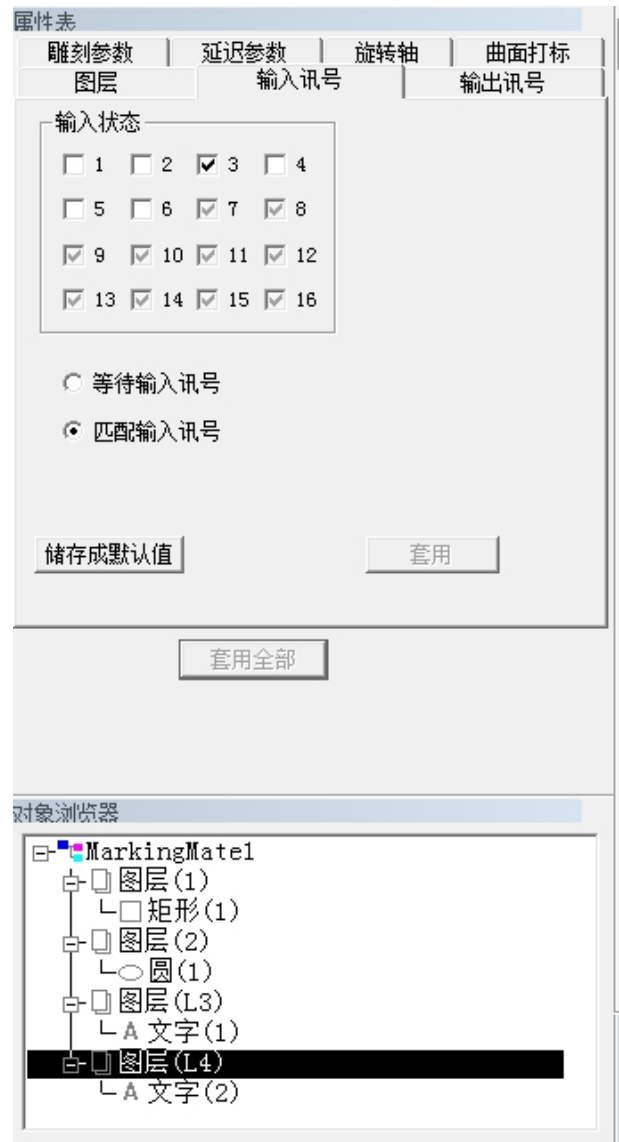 属性表
雕刻参数 延迟参数 旋转轴 曲面打标
图层 输入讯号 输出讯号
输入状态
1 2 3 4
5 6 7 8
9 10 11 12
13 14 15 16
等待输入讯号
匹配输入讯号
储存成默认值 套用
套用全部
对象浏览器
MarkingMate1
图层(1)
矩形(1)
图层(2)
圆(1)
图层(L3)
A 文字(1)
图层(L4)
A 文字(2)